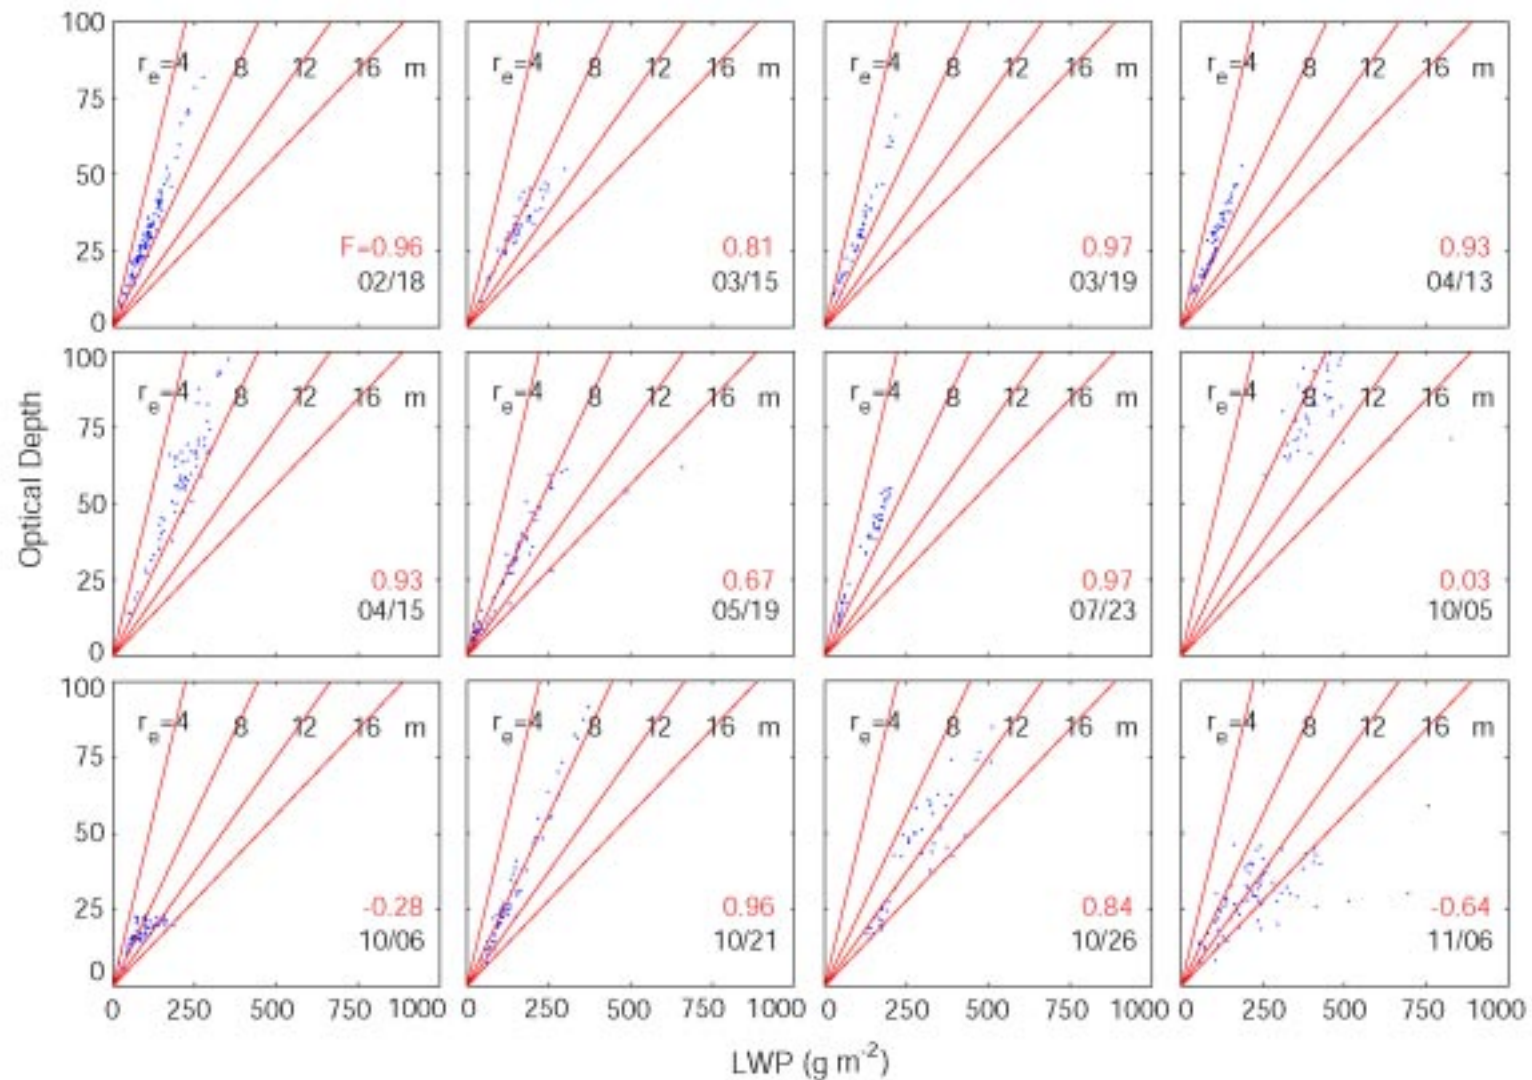 100 r_e=4 8 12 16 m r_e=4 8 12 16 m r_e=4 8 12 16 m r_e=4 8 12 16 m
75
50
25 F=0.96 0.81 0.97 0.93
02/18 03/15 03/19 04/13
0
100 r_e=4 8 12 16 m r_e=4 8 12 16 m r_e=4 8 12 16 m r_e=4 8 12 16 m
75
50
25 0.93 0.67 0.97 0.03
04/15 05/19 07/23 10/05
0
Optical Depth
100 r_e=4 8 12 16 m r_e=4 8 12 16 m r_e=4 8 12 16 m r_e=4 8 12 16 m
75
50
25 -0.28 0.96 0.84 -0.64
10/06 10/21 10/26 11/06
0
0 250 500 750 1000 0 250 500 750 1000 0 250 500 750 1000 0 250 500 750 1000
LWP (g m⁻²)